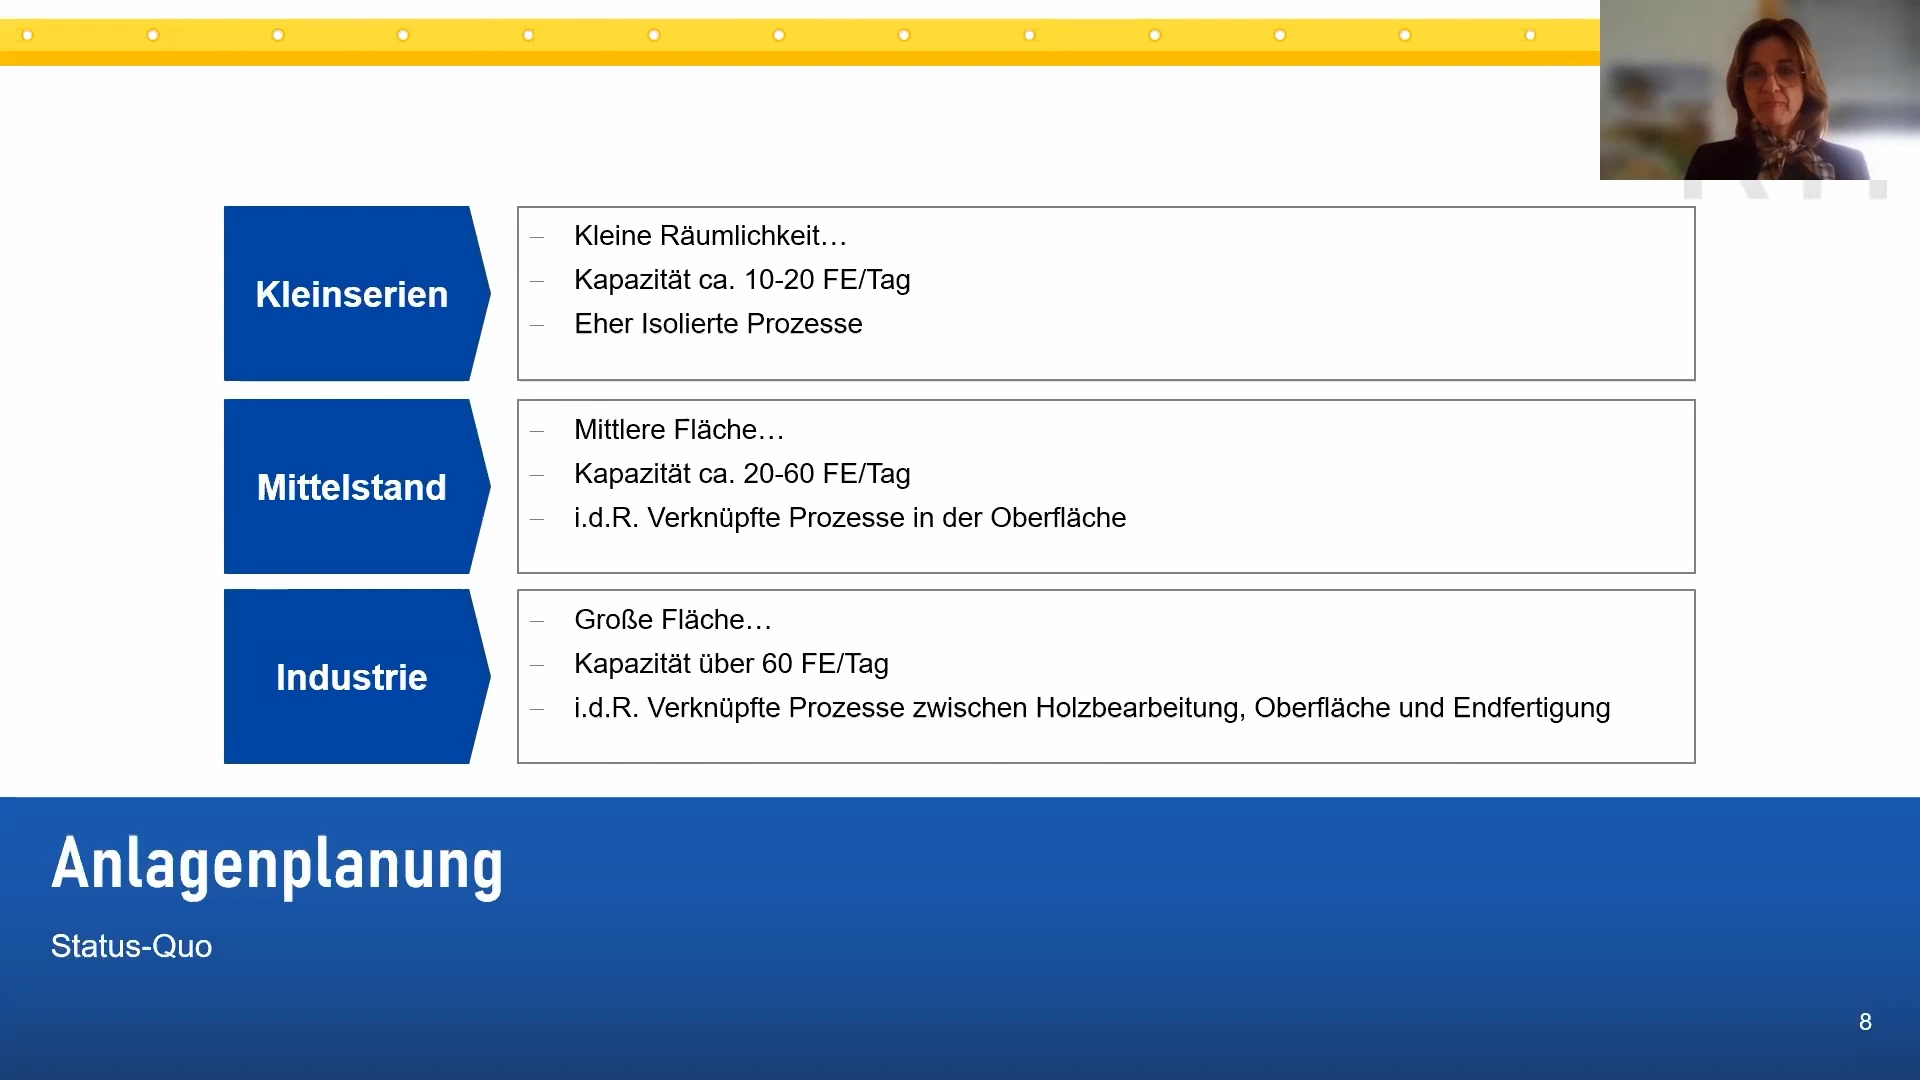 Kleinserien
– Kleine Räumlichkeit…
– Kapazität ca. 10-20 FE/Tag
– Eher Isolierte Prozesse
Mittelstand
– Mittlere Fläche…
– Kapazität ca. 20-60 FE/Tag
– i.d.R. Verknüpfte Prozesse in der Oberfläche
Industrie
– Große Fläche…
– Kapazität über 60 FE/Tag
– i.d.R. Verknüpfte Prozesse zwischen Holzbearbeitung, Oberfläche und Endfertigung
Anlagenplanung
Status-Quo
8